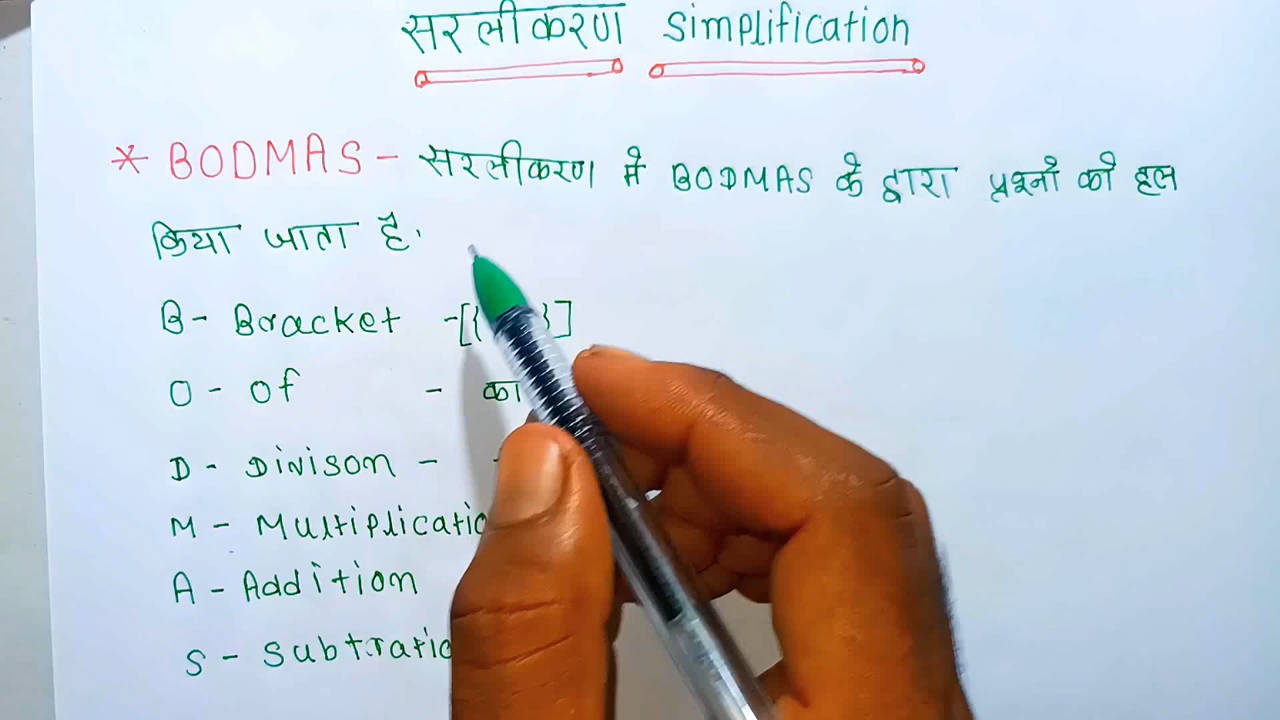 सरलीकरण simplification
* BODMAS - सरलीकरण मे BODMAS के द्वारा प्रश्नो को हल
किया जाता है.
B - Bracket - [{ }]
O - Of - का
D - Divison -
M - Multiplicatio
A - Addition
S - Subtratio